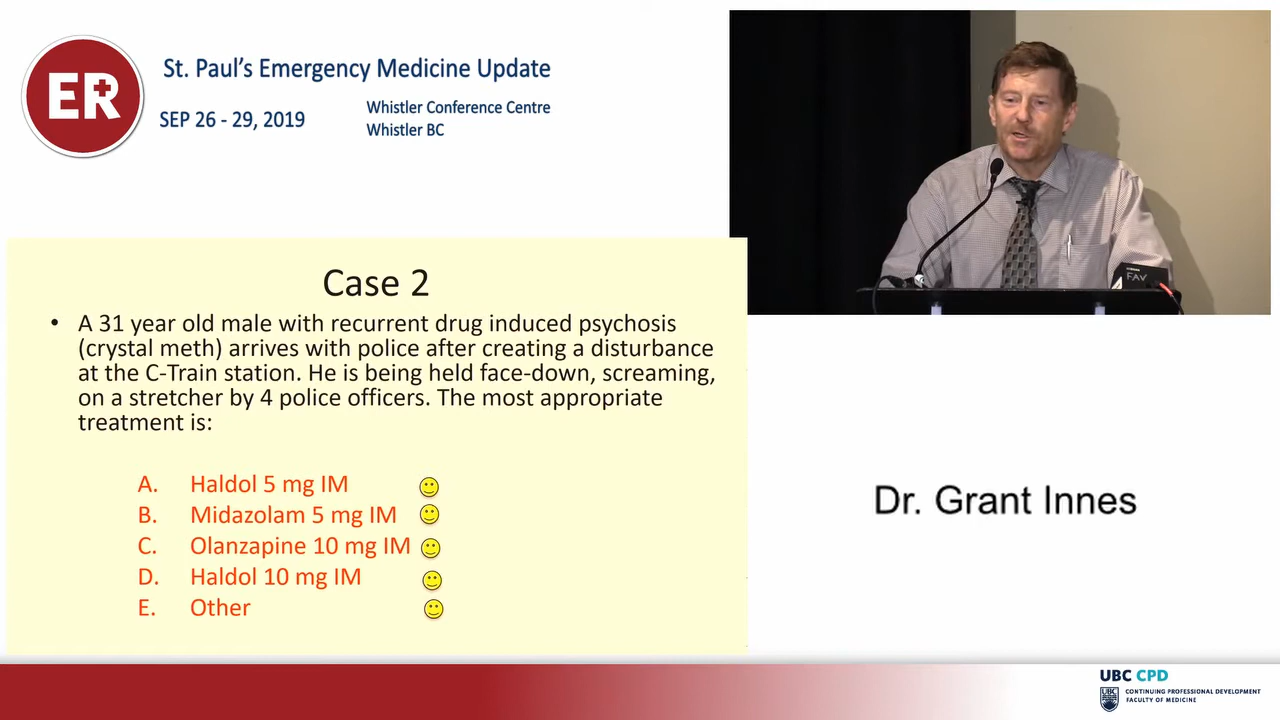 ER
St. Paul's Emergency Medicine Update
SEP 26 - 29, 2019
Whistler Conference Centre
Whistler BC
Case 2
• A 31 year old male with recurrent drug induced psychosis
(crystal meth) arrives with police after creating a disturbance
at the C-Train station. He is being held face-down, screaming,
on a stretcher by 4 police officers. The most appropriate
treatment is:
A. Haldol 5 mg IM
B. Midazolam 5 mg IM
C. Olanzapine 10 mg IM
D. Haldol 10 mg IM
E. Other
Dr. Grant Innes
UBC CPD
UBC
CONTINUING PROFESSIONAL DEVELOPMENT
FACULTY OF MEDICINE